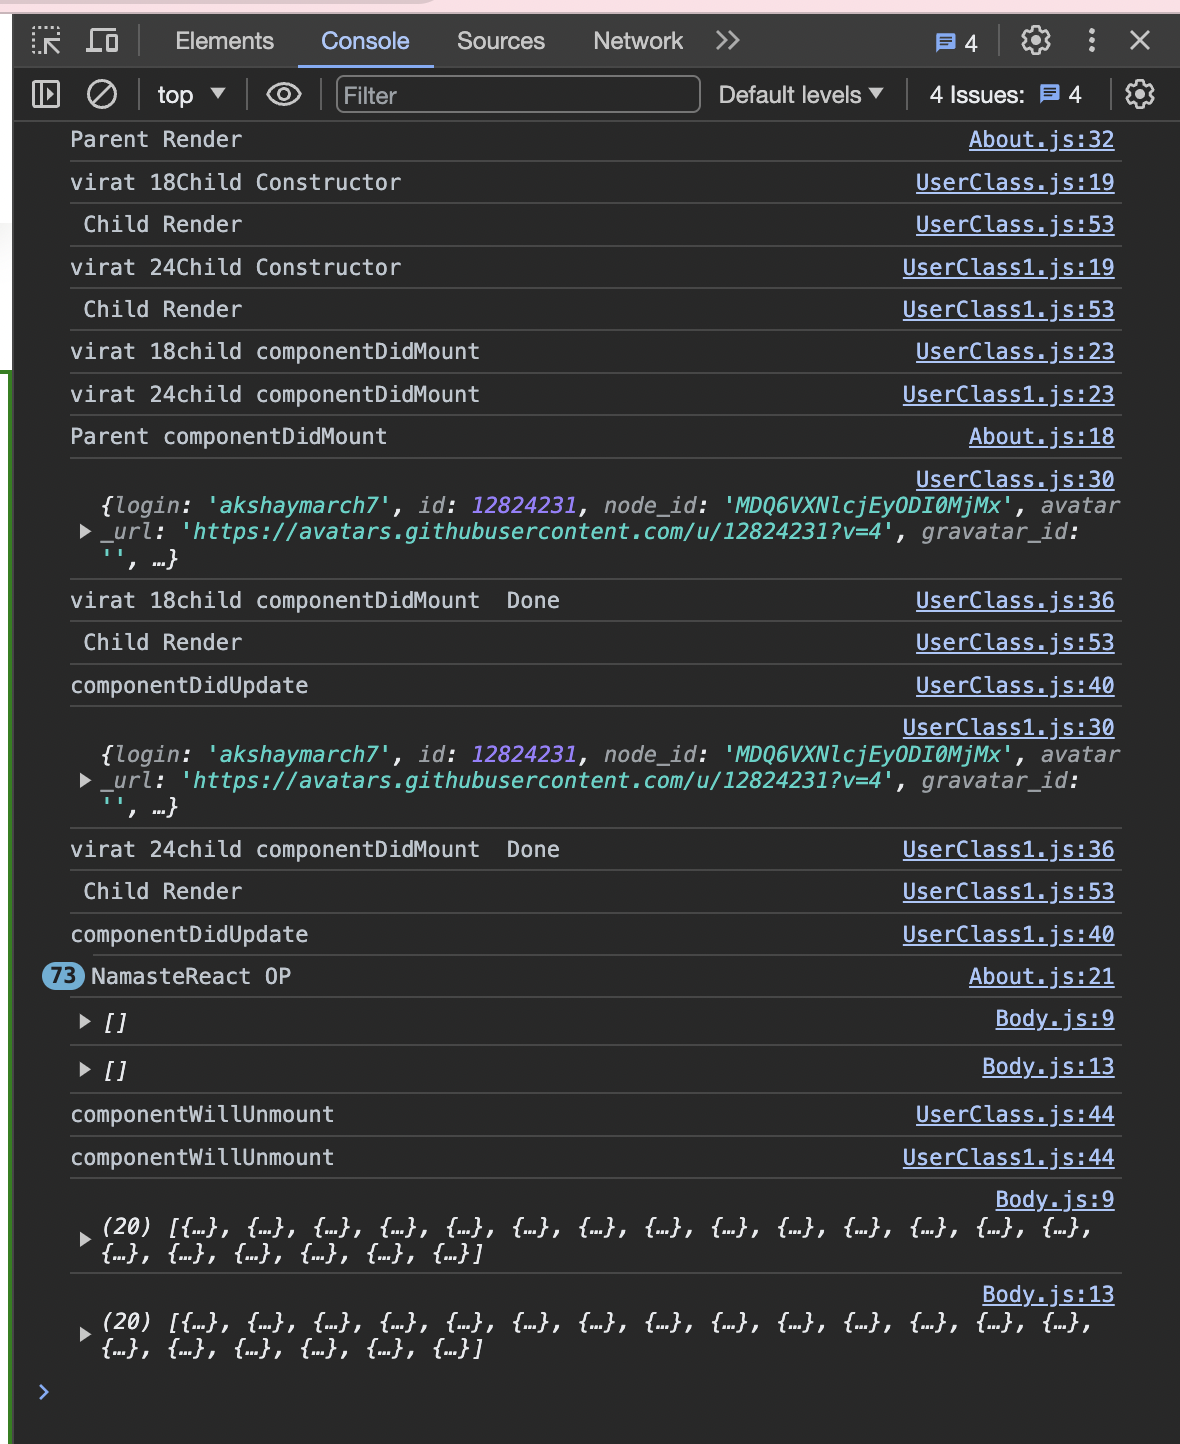 Elements Console Sources Network 4
top Filter Default levels 4 Issues: 4
Parent Render About.js:32
virat 18Child Constructor UserClass.js:19
Child Render UserClass.js:53
virat 24Child Constructor UserClass1.js:19
Child Render UserClass1.js:53
virat 18child componentDidMount UserClass.js:23
virat 24child componentDidMount UserClass1.js:23
Parent componentDidMount About.js:18
UserClass.js:30
{login: 'akshaymarch7', id: 12824231, node_id: 'MDQ6VXNlcjEyODI0MjMx', avatar
_url: 'https://avatars.githubusercontent.com/u/12824231?v=4', gravatar_id:
'', …}
virat 18child componentDidMount  Done UserClass.js:36
Child Render UserClass.js:53
componentDidUpdate UserClass.js:40
UserClass1.js:30
{login: 'akshaymarch7', id: 12824231, node_id: 'MDQ6VXNlcjEyODI0MjMx', avatar
_url: 'https://avatars.githubusercontent.com/u/12824231?v=4', gravatar_id:
'', …}
virat 24child componentDidMount  Done UserClass1.js:36
Child Render UserClass1.js:53
componentDidUpdate UserClass1.js:40
73 NamasteReact OP About.js:21
[] Body.js:9
[] Body.js:13
componentWillUnmount UserClass.js:44
componentWillUnmount UserClass1.js:44
Body.js:9
(20) [{…}, {…}, {…}, {…}, {…}, {…}, {…}, {…}, {…}, {…}, {…}, {…}, {…}, {…},
{…}, {…}, {…}, {…}, {…}, {…}]
Body.js:13
(20) [{…}, {…}, {…}, {…}, {…}, {…}, {…}, {…}, {…}, {…}, {…}, {…}, {…}, {…},
{…}, {…}, {…}, {…}, {…}, {…}]